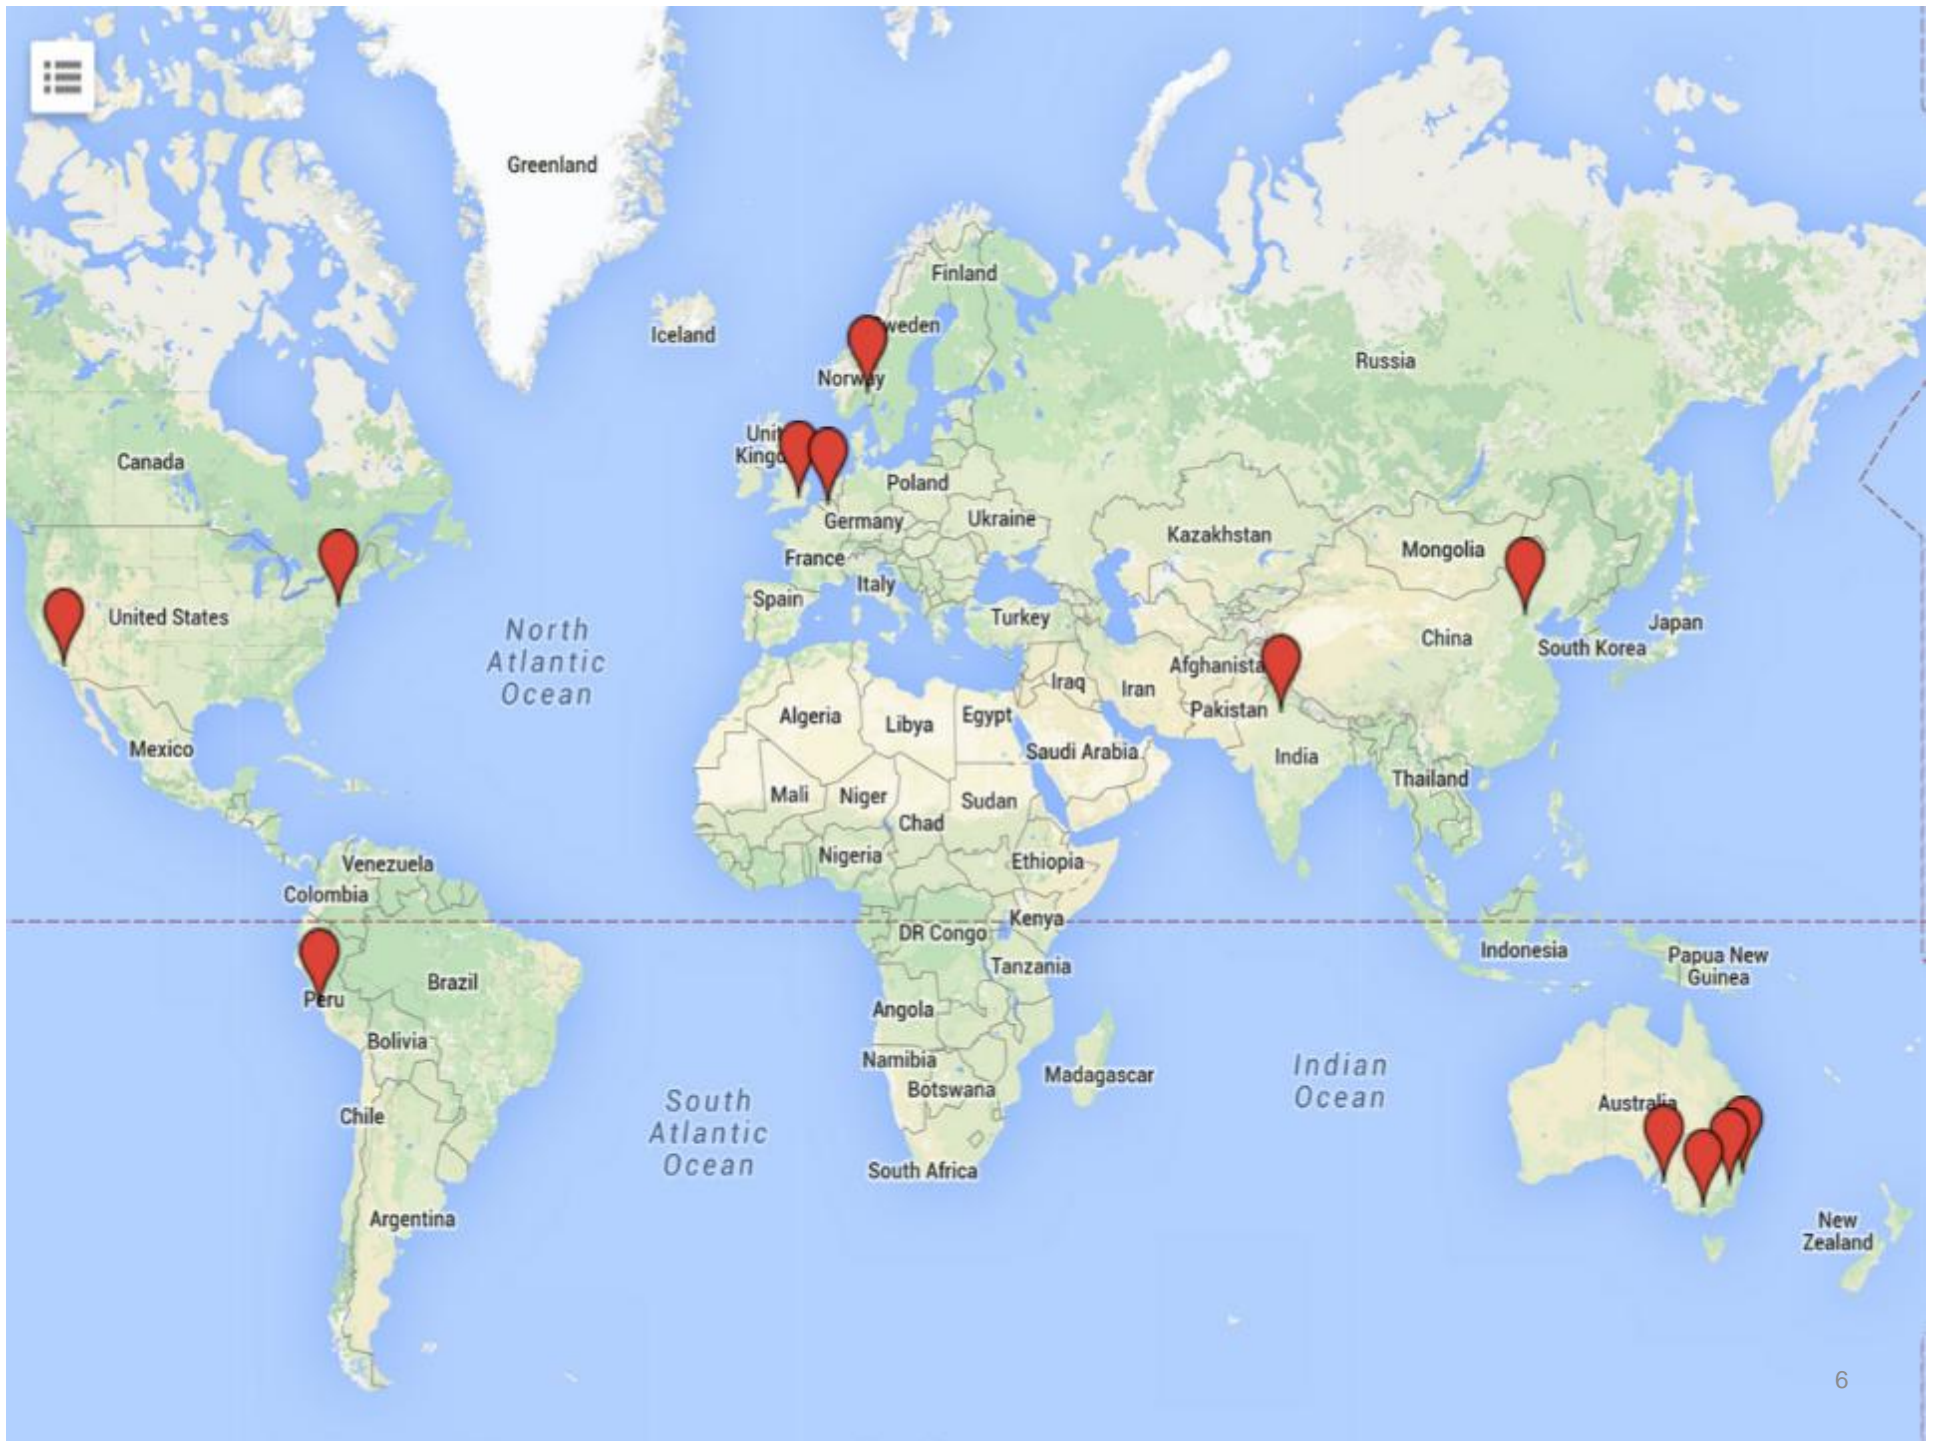 Greenland
Finland
Iceland
weden
Norway
Russia
Unit
Kingd
Canada
Poland
Germany
Ukraine
Kazakhstan
Mongolia
France
Italy
Spain
Turkey
United States
Japan
China
South Korea
North
Atlantic
Ocean
Afghanista
Iraq
Iran
Pakistan
Algeria
Libya
Egypt
Mexico
Saudi Arabia
India
Thailand
Mali
Niger
Sudan
Chad
Nigeria
Ethiopia
Venezuela
Colombia
Kenya
DR Congo
Indonesia
Papua New
Guinea
Tanzania
Brazil
Peru
Angola
Bolivia
Namibia
Botswana
Madagascar
Indian
Ocean
Australia
Chile
South
Atlantic
Ocean
South Africa
Argentina
New
Zealand
6